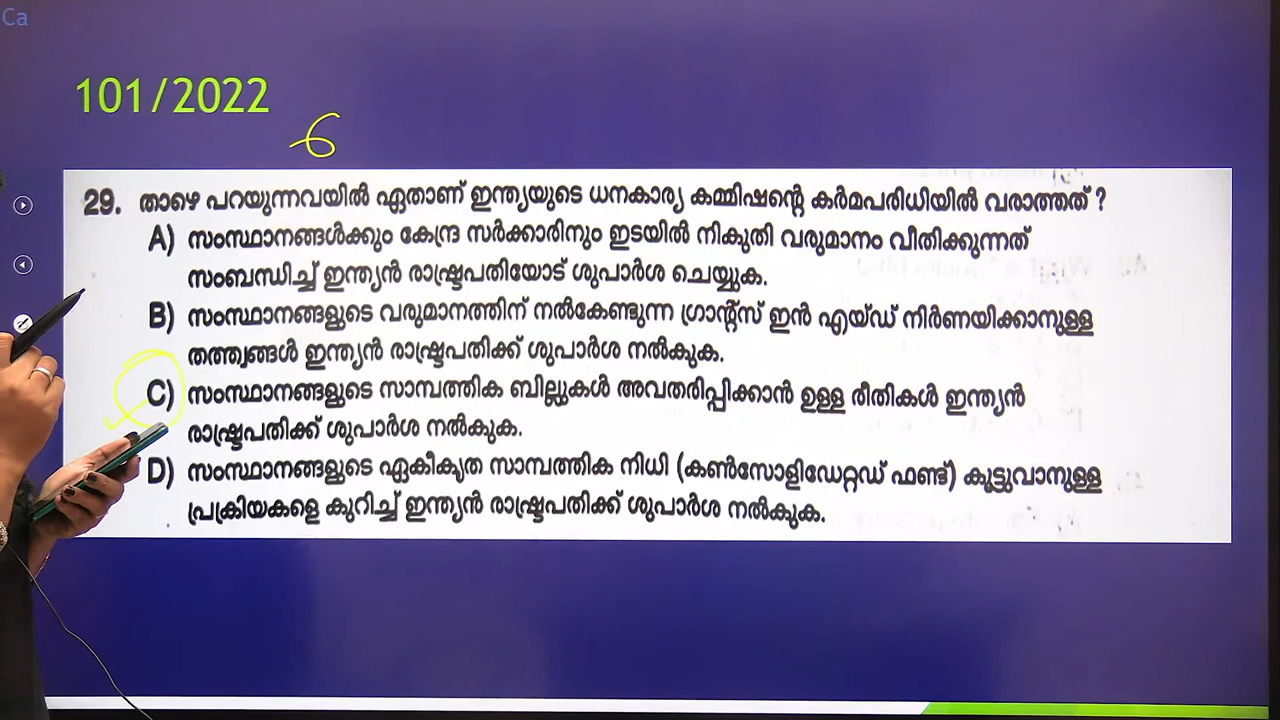 Ca
101/2022
6
29. താഴെ പറയുന്നവയിൽ ഏതാണ് ഇന്ത്യയുടെ ധനകാര്യ കമ്മിഷന്റെ കർമപരിധിയിൽ വരാത്തത് ?
A) സംസ്ഥാനങ്ങൾക്കും കേന്ദ്ര സർക്കാരിനും ഇടയിൽ നികുതി വരുമാനം വീതിക്കുന്നത്
സംബന്ധിച്ച് ഇന്ത്യൻ രാഷ്ട്രപതിയോട് ശുപാർശ ചെയ്യുക.
B) സംസ്ഥാനങ്ങളുടെ വരുമാനത്തിന് നൽകേണ്ടുന്ന ഗ്രാന്റ്സ് ഇൻ എയ്ഡ് നിർണയിക്കാനുള്ള
തത്ത്വങ്ങൾ ഇന്ത്യൻ രാഷ്ട്രപതിക്ക് ശുപാർശ നൽകുക.
C) സംസ്ഥാനങ്ങളുടെ സാമ്പത്തിക ബില്ലുകൾ അവതരിപ്പിക്കാൻ ഉള്ള രീതികൾ ഇന്ത്യൻ
രാഷ്ട്രപതിക്ക് ശുപാർശ നൽകുക.
D) സംസ്ഥാനങ്ങളുടെ ഏകീകൃത സാമ്പത്തിക നിധി (കൺസോളിഡേറ്റഡ് ഫണ്ട്) കൂട്ടുവാനുള്ള
പ്രക്രിയകളെ കുറിച്ച് ഇന്ത്യൻ രാഷ്ട്രപതിക്ക് ശുപാർശ നൽകുക.